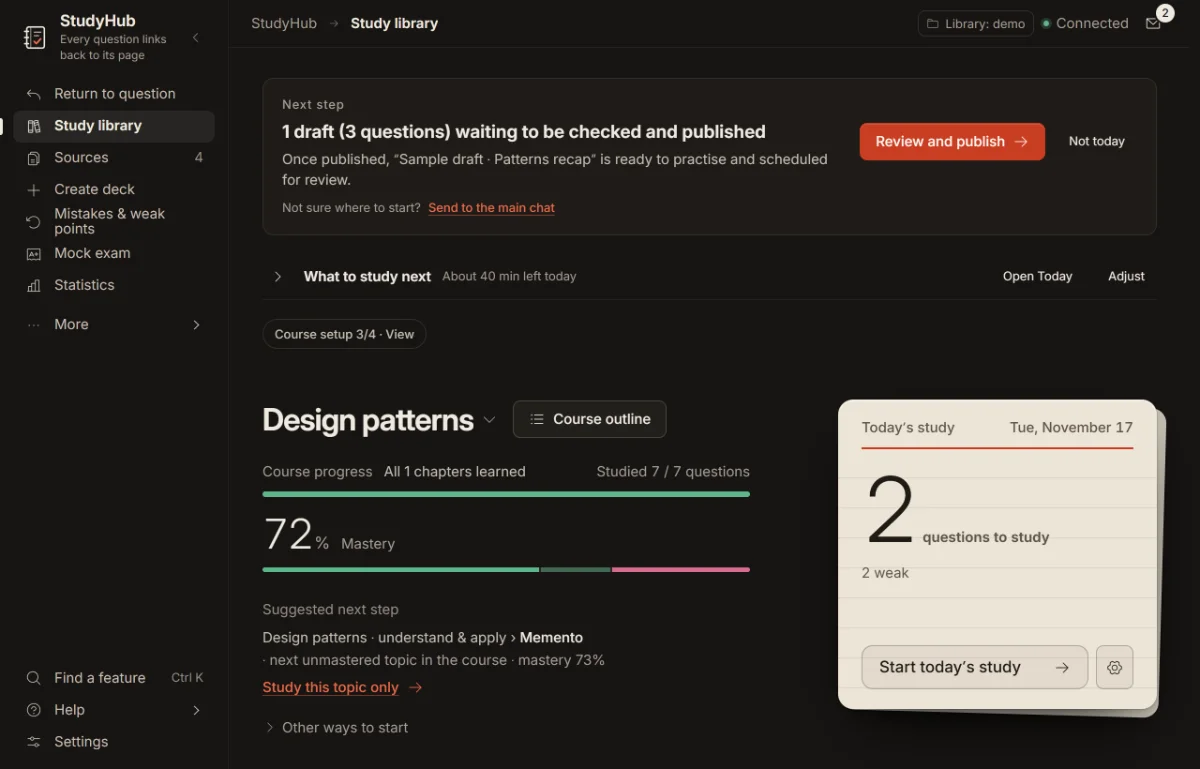 StudyHub
Every question links
back to its page
Return to question
Study library
Sources 4
Create deck
Mistakes & weak
points
Mock exam
Statistics
More
Find a feature Ctrl K
Help
Settings
StudyHub → Study library
Library: demo
Connected
2
Next step
1 draft (3 questions) waiting to be checked and published
Once published, “Sample draft · Patterns recap” is ready to practise and scheduled
for review.
Not sure where to start? Send to the main chat
Review and publish →
Not today
What to study next About 40 min left today
Open Today
Adjust
Course setup 3/4 · View
Design patterns
Course outline
Course progress All 1 chapters learned Studied 7 / 7 questions
72% Mastery
Suggested next step
Design patterns · understand & apply › Memento
· next unmastered topic in the course · mastery 73%
Study this topic only →
Other ways to start
Today’s study Tue, November 17
2 questions to study
2 weak
Start today’s study →